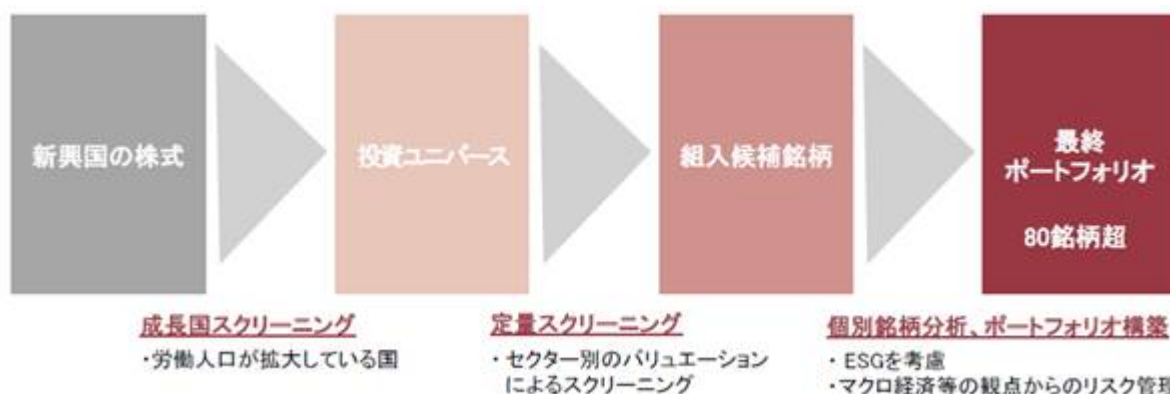 新興国の株式
投資ユニバース
組入候補銘柄
最終
ポートフォリオ
80銘柄超
成長国スクリーニング
・労働人口が拡大している国
定量スクリーニング
・セクター別のバリュエーション
によるスクリーニング
個別銘柄分析、ポートフォリオ構築
・ESGを考慮
・マクロ経済等の観点からのリスク管理